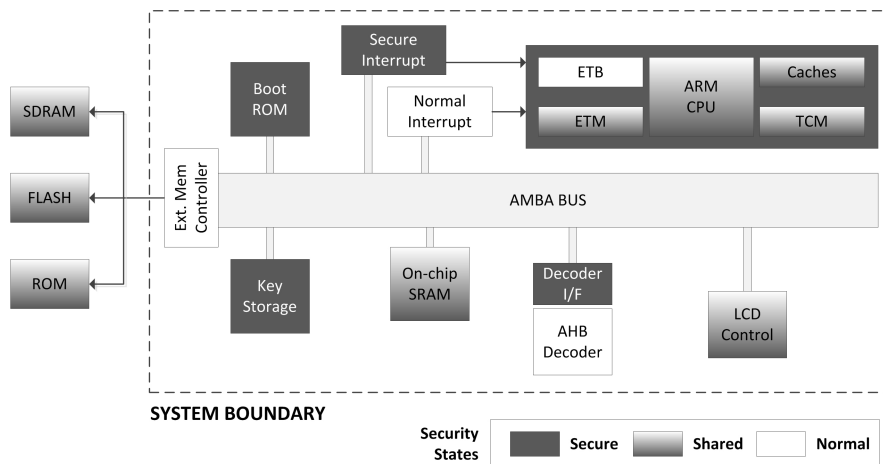 Secure
Interrupt
ETB
ARM
CPU
Caches
Boot
ROM
SDRAM
Normal
Interrupt
ETM
TCM
FLASH
Ext. Mem
Controller
AMBA BUS
ROM
Key
Storage
On-chip
SRAM
Decoder
I/F
AHB
Decoder
LCD
Control
SYSTEM BOUNDARY
Security
States
Secure
Shared
Normal